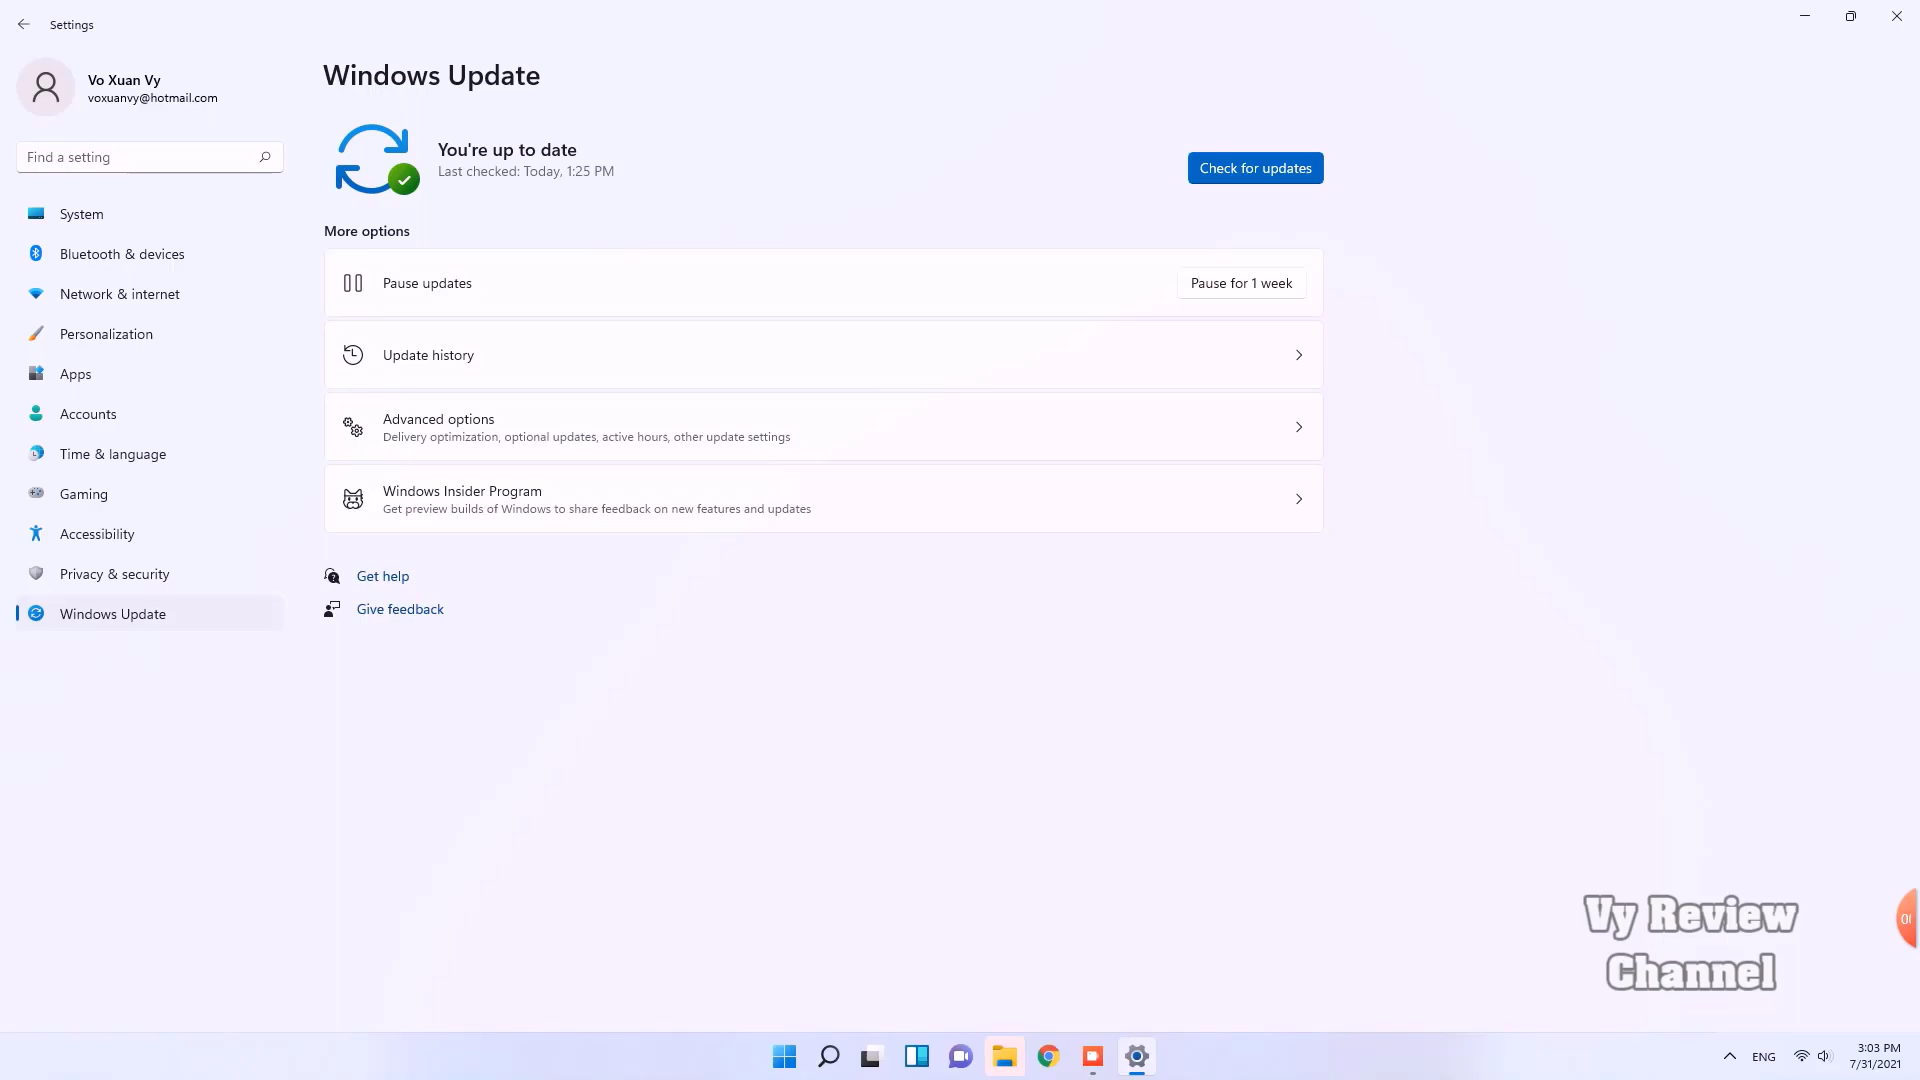 Settings
Vo Xuan Vy
voxuanvy@hotmail.com
Find a setting
System
Bluetooth & devices
Network & internet
Personalization
Apps
Accounts
Time & language
Gaming
Accessibility
Privacy & security
Windows Update
Windows Update
You're up to date
Last checked: Today, 1:25 PM
Check for updates
More options
Pause updates
Pause for 1 week
Update history
Advanced options
Delivery optimization, optional updates, active hours, other update settings
Windows Insider Program
Get preview builds of Windows to share feedback on new features and updates
Get help
Give feedback
Vy Review
Channel
ENG
3:03 PM
7/31/2021